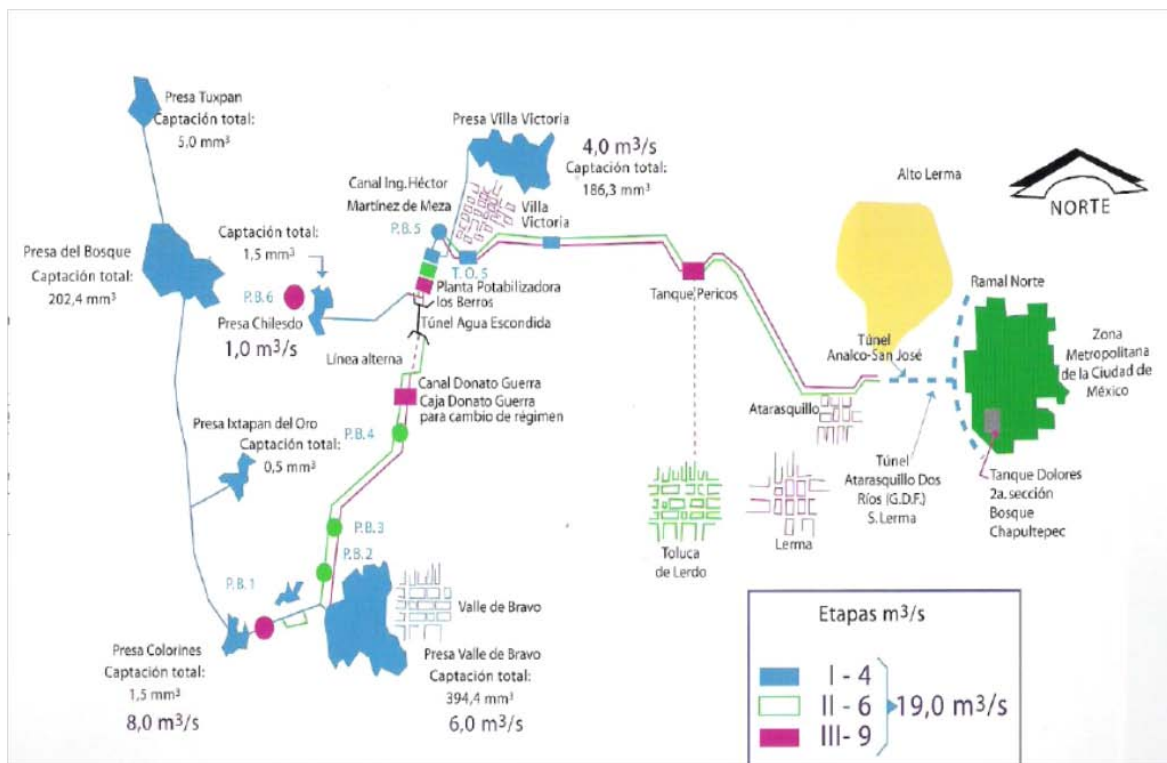 Presa Tuxpan
Captación total:
5,0 mm³
Presa Villa Victoria
4,0 m³/s
Captación total:
186,3 mm³
Canal Ing. Héctor
Martínez de Meza
P.B.5
Villa
Victoria
Alto Lerma
NORTE
Presa del Bosque
Captación total:
202,4 mm³
Captación total:
1,5 mm³
P.B.6
Presa Chilesdo
1,0 m³/s
T.O.5
Planta Potabilizadora
los Berros
Túnel Agua Escondida
Línea alterna
Tanque Pericos
Ramal Norte
Túnel
Analco-San José
Zona
Metropolitana
de la Ciudad de
México
Canal Donato Guerra
Caja Donato Guerra
para cambio de régimen
Atarasquillo
P.B.4
Presa Ixtapan del Oro
Captación total:
0,5 mm³
Túnel
Atarasquillo Dos
Ríos (G.D.F.)
S. Lerma
Tanque Dolores
2a. sección
Bosque
Chapultepec
P.B.3
P.B.2
P.B.1
Toluca
de Lerdo
Lerma
Valle de Bravo
Presa Colorines
Captación total:
1,5 mm³
8,0 m³/s
Presa Valle de Bravo
Captación total:
394,4 mm³
6,0 m³/s
Etapas m³/s
I - 4
II - 6
III - 9
19,0 m³/s